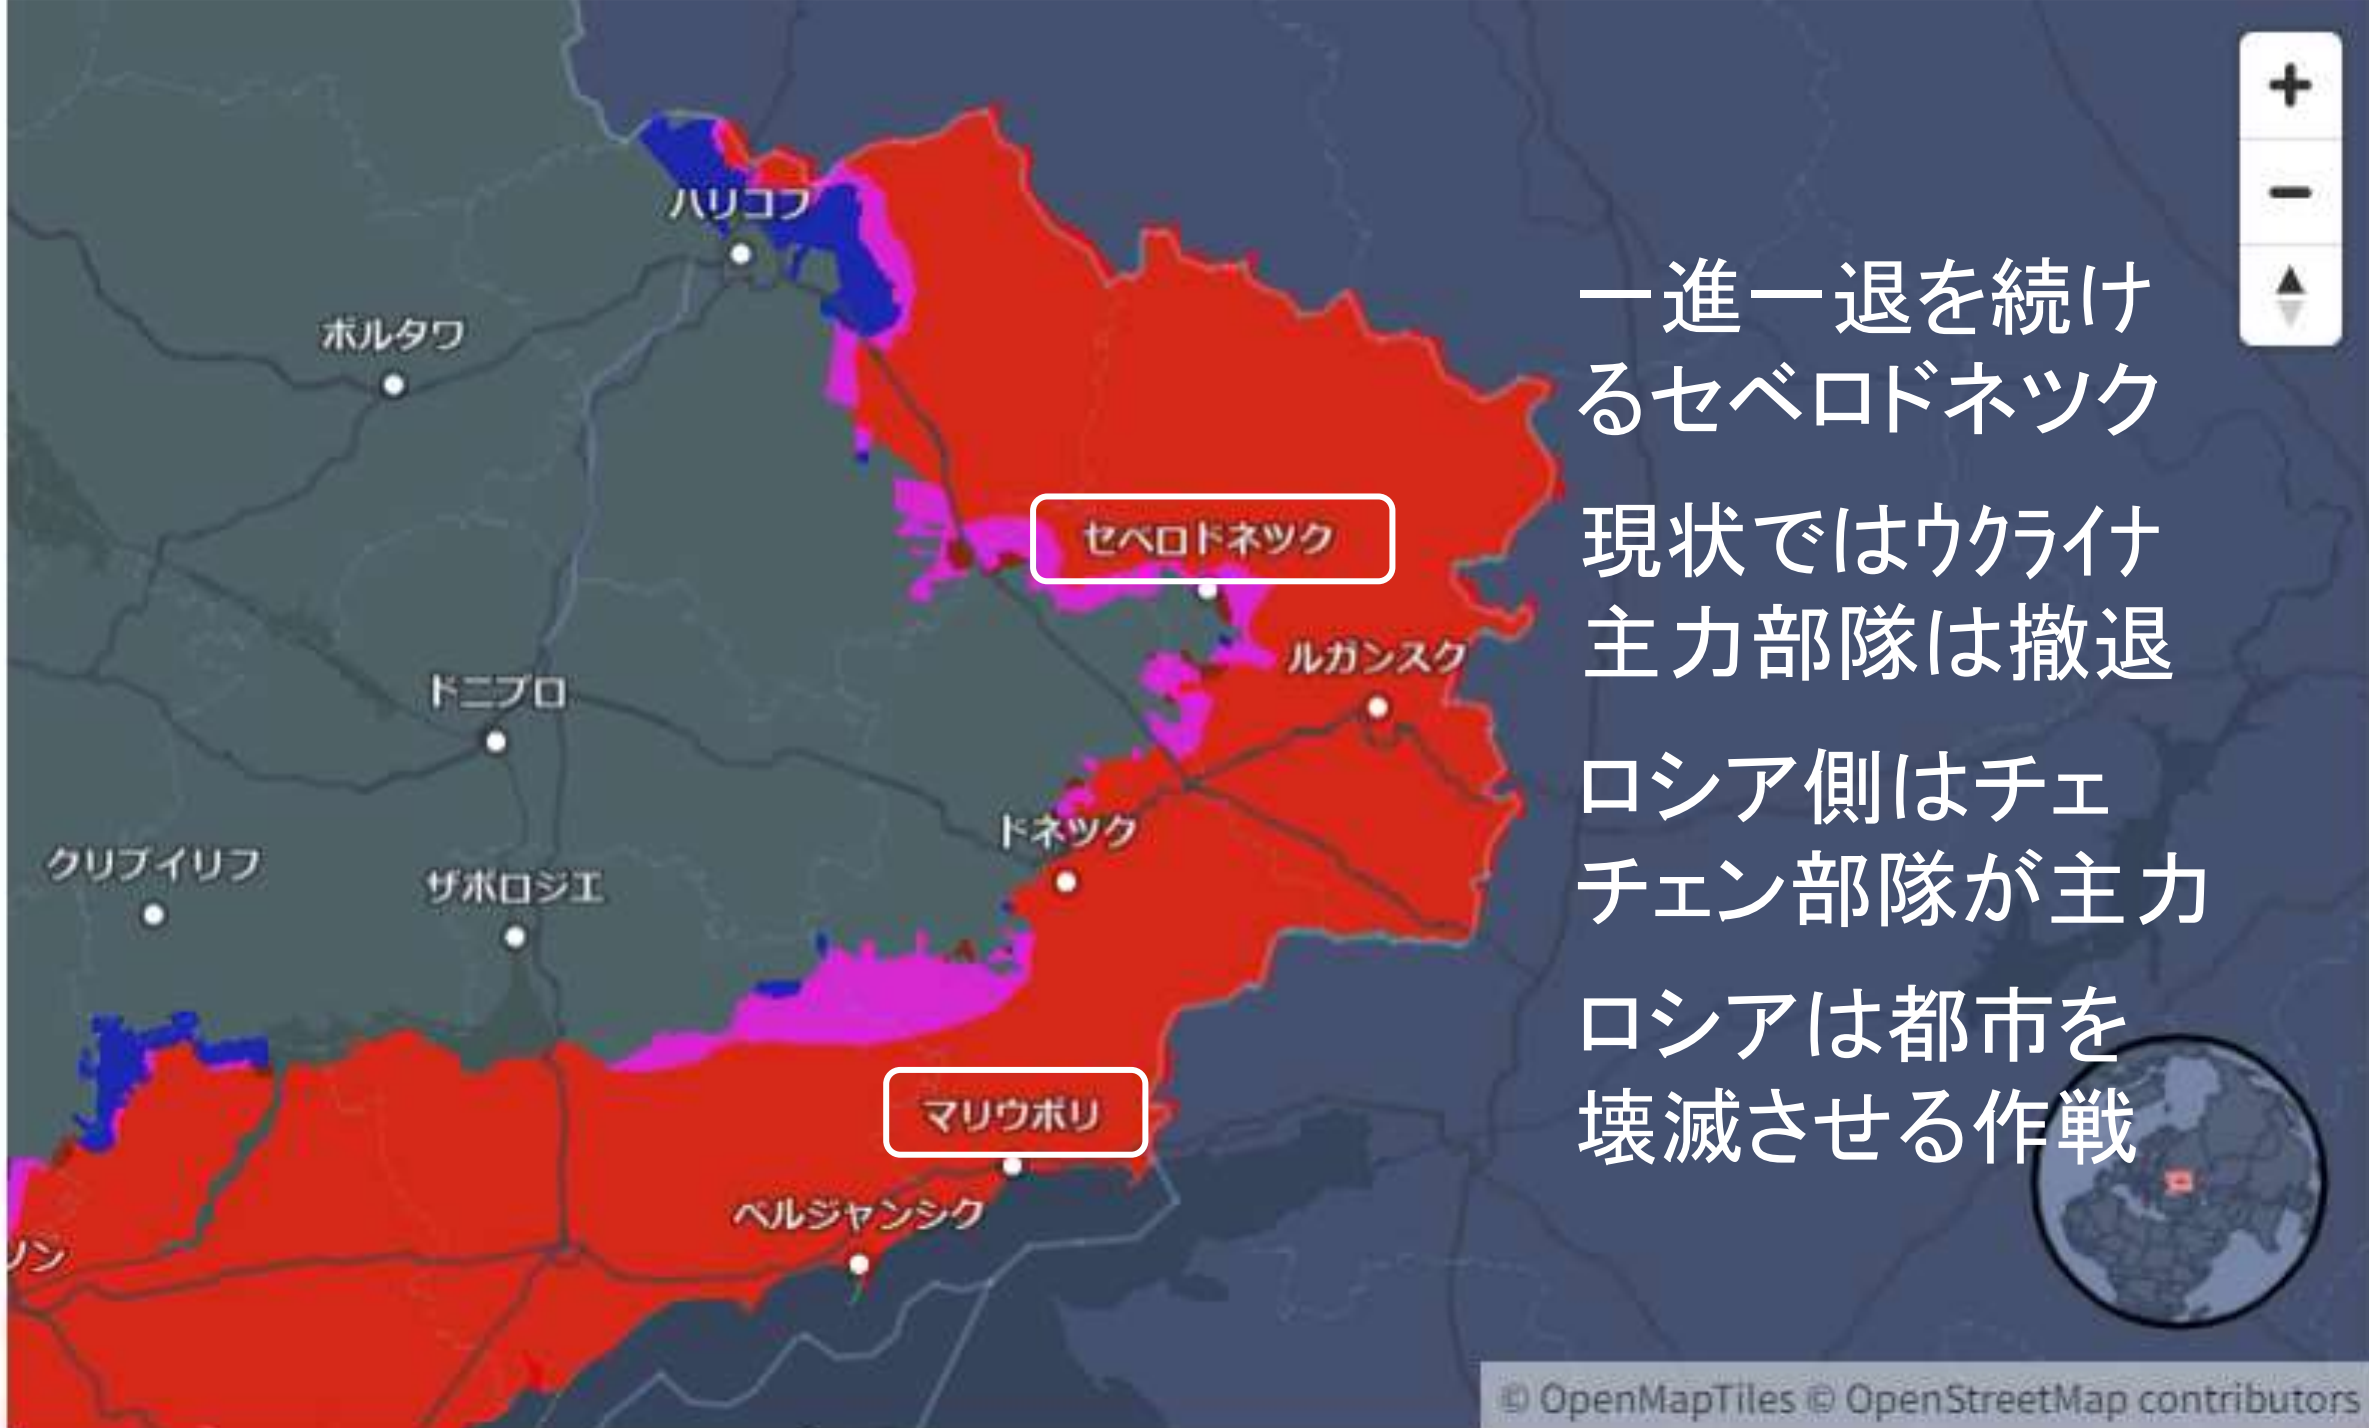 ハリコフ
ポルタワ
セベロドネツク
ルガンスク
ドニプロ
ドネツク
クリブイリフ
ザポロジエ
マリウポリ
ベルジャンシク
ソン
一進一退を続け
るセベロドネツク
現状ではウクライナ
主力部隊は撤退
ロシア側はチェ
チェン部隊が主力
ロシアは都市を
壊滅させる作戦
© OpenMapTiles © OpenStreetMap contributors